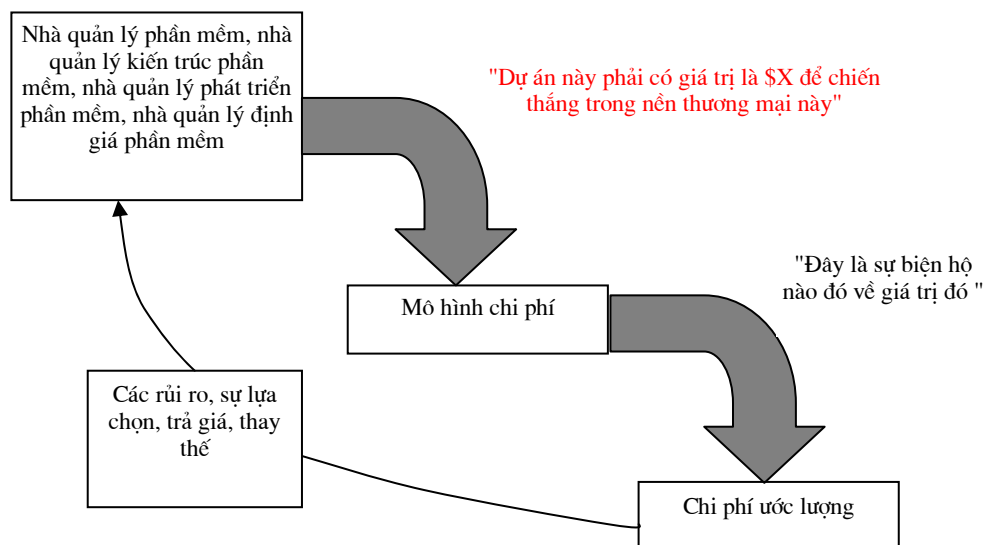 Nhà quản lý phần mềm, nhà
quản lý kiến trúc phần
mềm, nhà quản lý phát triển
phần mềm, nhà quản lý định
giá phần mềm
"Dự án này phải có giá trị là $X để chiến
thắng trong nền thương mại này"
"Đây là sự biện hộ
nào đó về giá trị đó "
Mô hình chi phí
Các rủi ro, sự lựa
chọn, trả giá, thay
thế
Chi phí ước lượng